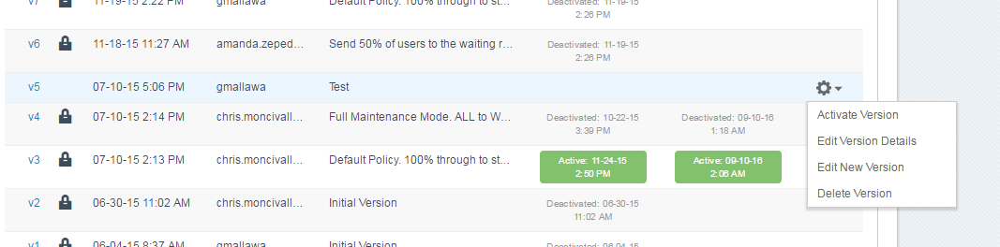 v7 11-19-15 2:22 PM gmallawa Default Policy. 100% through to st... Deactivated: 11-19-15
2:26 PM
v6 11-18-15 11:27 AM amanda.zeped... Send 50% of users to the waiting r... Deactivated: 11-19-15
2:26 PM
v5 07-10-15 5:06 PM gmallawa Test
v4 07-10-15 2:14 PM chris.moncivall... Full Maintenance Mode. ALL to W... Deactivated: 10-22-15 Deactivated: 09-10-16
3:39 PM 1:18 AM
v3 07-10-15 2:13 PM chris.moncivall... Default Policy. 100% through to st... Active: 11-24-15 Active: 09-10-16
2:50 PM 2:06 AM
v2 06-30-15 11:02 AM chris.moncivall... Initial Version Deactivated: 06-30-15
11:02 AM
v1 06-04-15 8:37 AM gmallawa Initial Version Deactivated: 06-04-15
Activate Version
Edit Version Details
Edit New Version
Delete Version